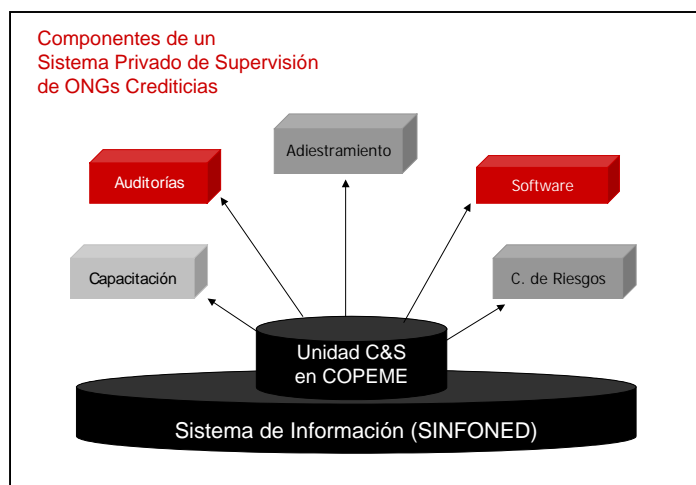 Componentes de un
Sistema Privado de Supervisión
de ONGs Crediticias
Adiestramiento
Auditorías
Software
Capacitación
C. de Riesgos
Unidad C&S
en COPEME
Sistema de Información (SINFONED)